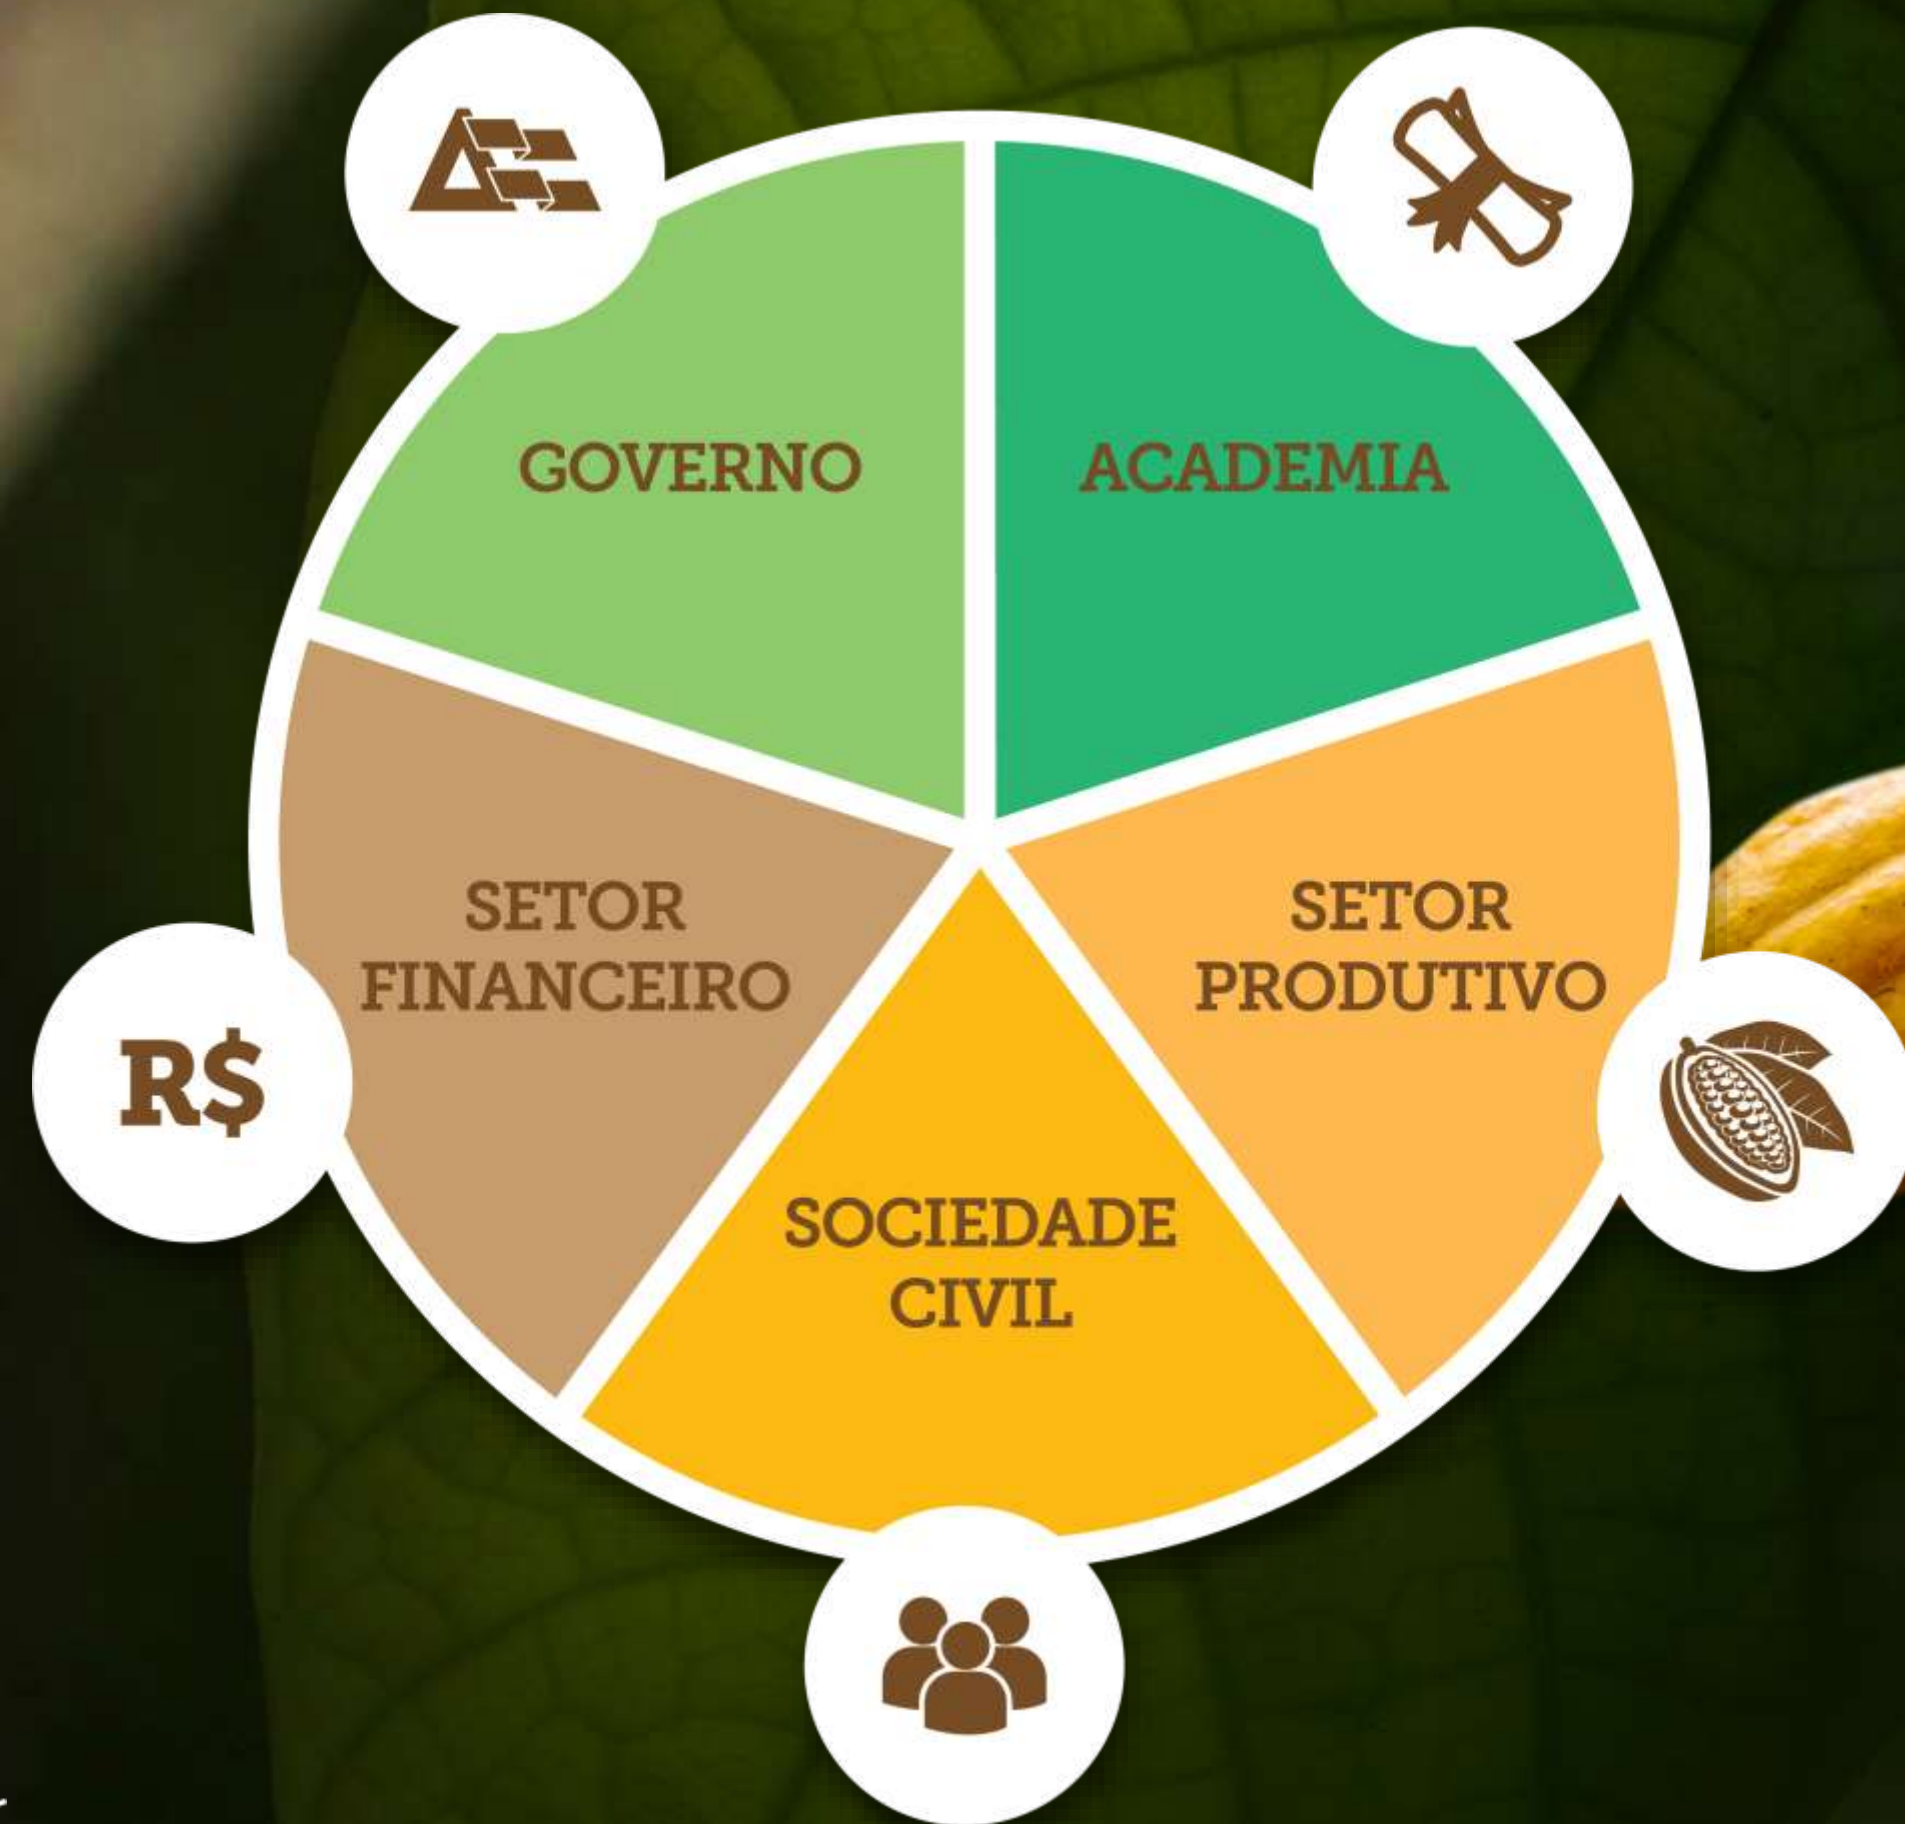 GOVERNO
ACADEMIA
SETOR
FINANCEIRO
SETOR
PRODUTIVO
R$
SOCIEDADE
CIVIL